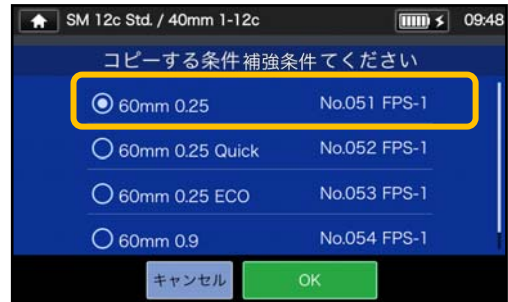 SM 12c Std. / 40mm 1-12c 09:48
コピーする条件補強条件てください
60mm 0.25 No.051 FPS-1
60mm 0.25 Quick No.052 FPS-1
60mm 0.25 ECO No.053 FPS-1
60mm 0.9 No.054 FPS-1
キャンセル OK